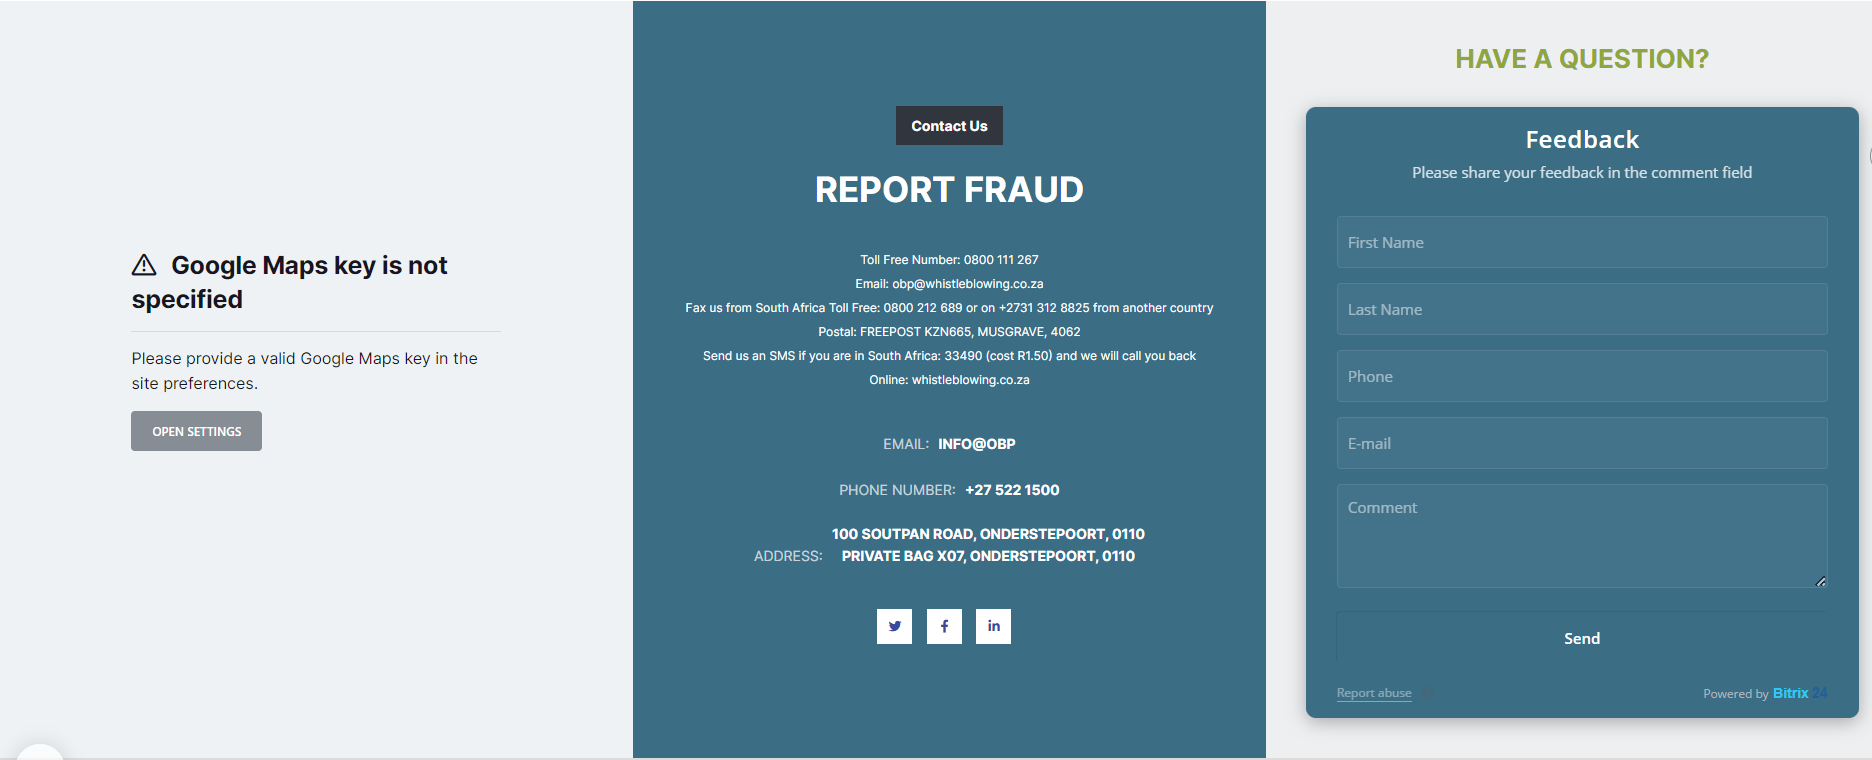 Google Maps key is not
specified
Please provide a valid Google Maps key in the
site preferences.
OPEN SETTINGS
Contact Us
REPORT FRAUD
Toll Free Number: 0800 111 267
Email: obp@whistleblowing.co.za
Fax us from South Africa Toll Free: 0800 212 689 or on +2731 312 8825 from another country
Postal: FREEPOST KZN665, MUSGRAVE, 4062
Send us an SMS if you are in South Africa: 33490 (cost R1.50) and we will call you back
Online: whistleblowing.co.za
EMAIL: INFO@OBP
PHONE NUMBER: +27 522 1500
100 SOUTPAN ROAD, ONDERSTEPOORT, 0110
ADDRESS: PRIVATE BAG X07, ONDERSTEPOORT, 0110
HAVE A QUESTION?
Feedback
Please share your feedback in the comment field
First Name
Last Name
Phone
E-mail
Comment
Send
Report abuse
Powered by Bitrix 24